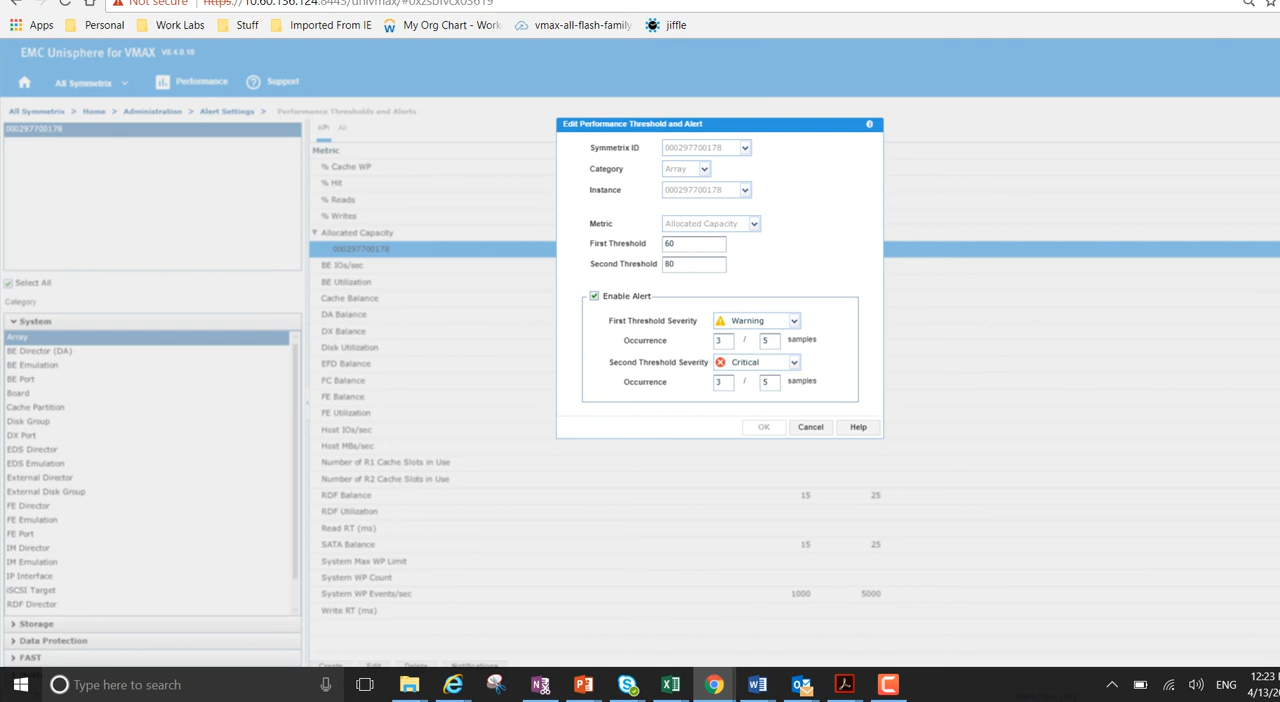 Not secure https://10.60.136.124:8443/univmax/#
Apps Personal Work Labs Stuff Imported From IE My Org Chart - Work vmax-all-flash-family jiffle
EMC Unisphere for VMAX V8.4.0.18
All Symmetrix Performance Support
All Symmetrix > Home > Administration > Alert Settings > Performance Thresholds and Alerts
000297700178
Select All
Category
System
Array
BE Director (DA)
BE Emulation
BE Port
Board
Cache Partition
Disk Group
DX Port
EDS Director
EDS Emulation
External Director
External Disk Group
FE Director
FE Emulation
FE Port
IM Director
IM Emulation
IP Interface
iSCSI Target
RDF Director
Storage
Data Protection
FAST
KPI All
Metric
% Cache WP
% Hit
% Reads
% Writes
Allocated Capacity
000297700178
BE IOs/sec
BE Utilization
Cache Balance
DA Balance
DX Balance
Disk Utilization
EFD Balance
FC Balance
FE Balance
FE Utilization
Host IOs/sec
Host MBs/sec
Number of R1 Cache Slots in Use
Number of R2 Cache Slots in Use
RDF Balance 15 25
RDF Utilization
Read RT (ms)
SATA Balance 15 25
System Max WP Limit
System WP Count
System WP Events/sec 1000 5000
Write RT (ms)
Create Edit Delete Notifications
Edit Performance Threshold and Alert
Symmetrix ID 000297700178
Category Array
Instance 000297700178
Metric Allocated Capacity
First Threshold 60
Second Threshold 80
Enable Alert
First Threshold Severity Warning
Occurrence 3 / 5 samples
Second Threshold Severity Critical
Occurrence 3 / 5 samples
OK Cancel Help
Type here to search
ENG
12:23
4/13/20